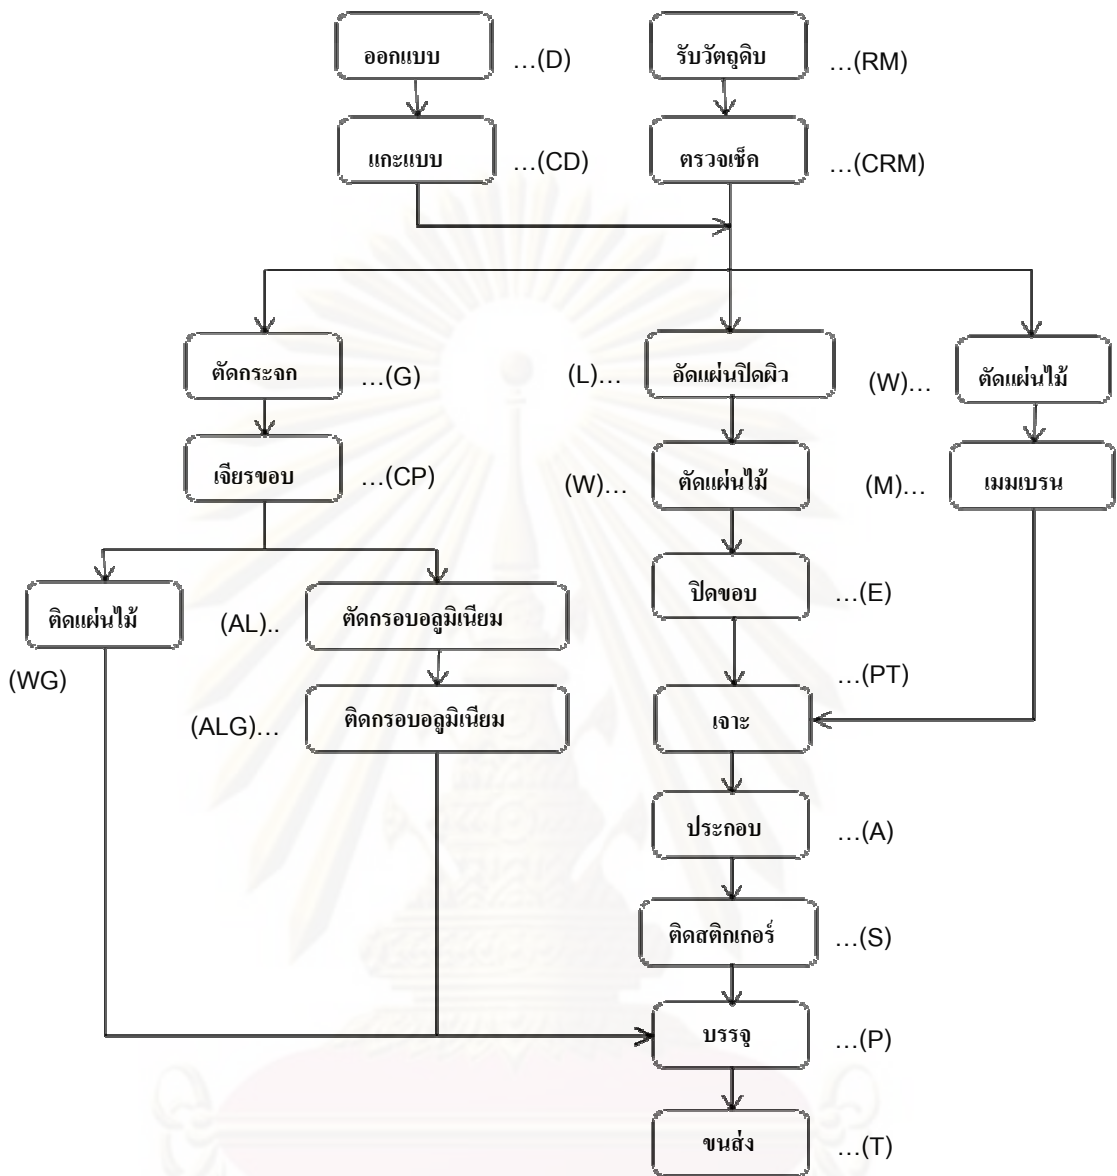 ออกแบบ …(D) รับวัตถุดิบ …(RM)
แกะแบบ …(CD) ตรวจเช็ค …(CRM)
ตัดกระจก …(G) (L)… อัดแผ่นปิดผิว (W)… ตัดแผ่นไม้
เจียรขอบ …(CP) (W)… ตัดแผ่นไม้ (M)… เมมเบรน
ปิดขอบ …(E)
ติดแผ่นไม้ (AL).. ตัดกรอบอลูมิเนียม
(WG) …(PT)
(ALG)… ติดกรอบอลูมิเนียม เจาะ
ประกอบ …(A)
ติดสติกเกอร์ …(S)
บรรจุ …(P)
ขนส่ง …(T)